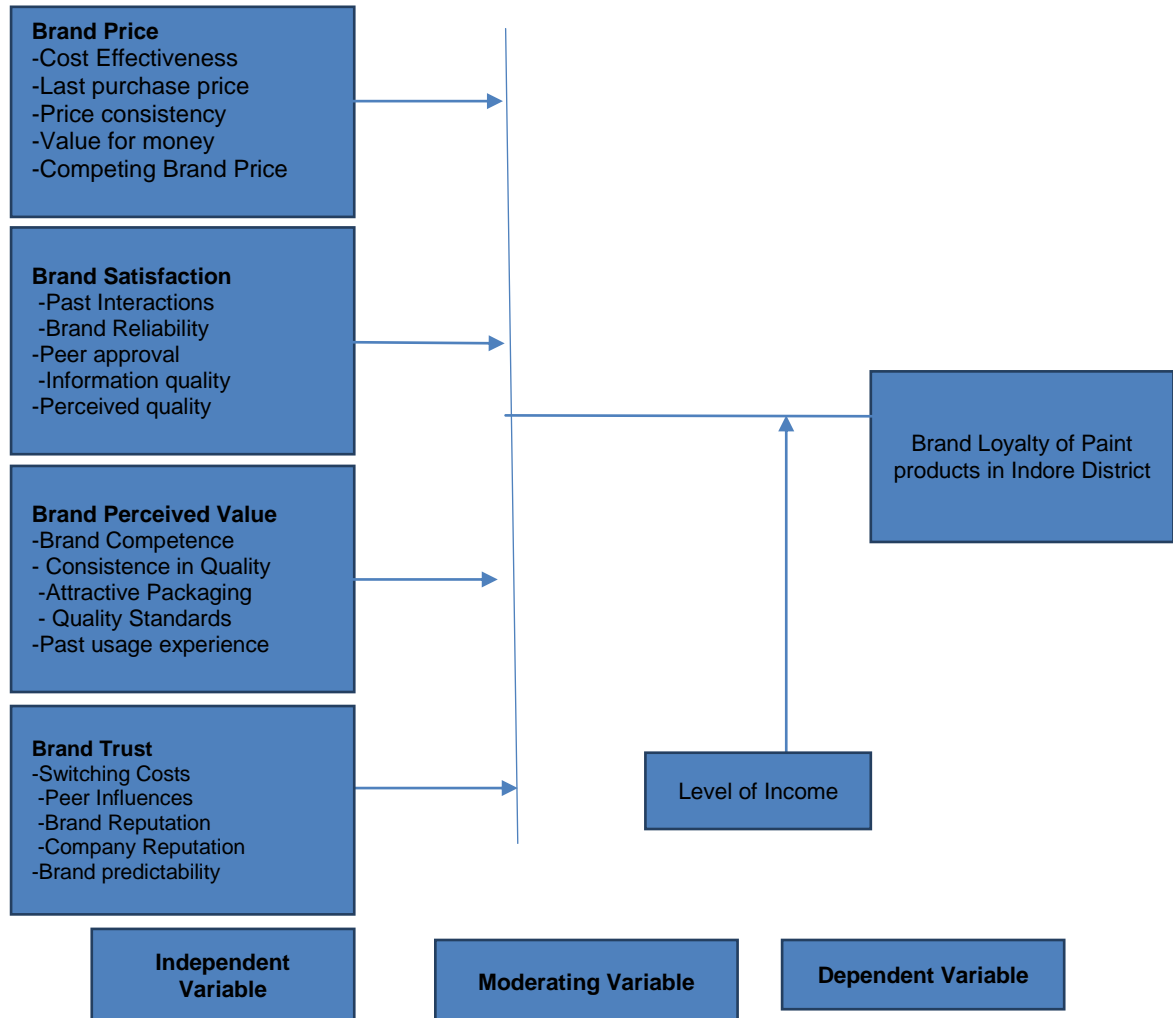 Brand Price
-Cost Effectiveness
-Last purchase price
-Price consistency
-Value for money
-Competing Brand Price
Brand Satisfaction
-Past Interactions
-Brand Reliability
-Peer approval
-Information quality
-Perceived quality
Brand Perceived Value
-Brand Competence
- Consistence in Quality
-Attractive Packaging
- Quality Standards
-Past usage experience
Brand Trust
-Switching Costs
-Peer Influences
-Brand Reputation
-Company Reputation
-Brand predictability
Brand Loyalty of Paint
products in Indore District
Level of Income
Independent
Variable
Moderating Variable
Dependent Variable